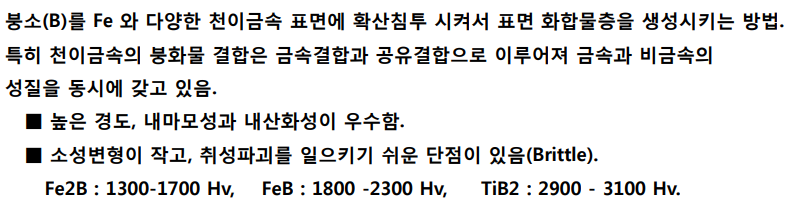 붕소(B)를 Fe 와 다양한 천이금속 표면에 확산침투 시켜서 표면 화합물층을 생성시키는 방법.
특히 천이금속의 붕화물 결합은 금속결합과 공유결합으로 이루어져 금속과 비금속의
성질을 동시에 갖고 있음.
■ 높은 경도, 내마모성과 내산화성이 우수함.
■ 소성변형이 작고, 취성파괴를 일으키기 쉬운 단점이 있음(Brittle).
Fe2B : 1300-1700 Hv, FeB : 1800 -2300 Hv, TiB2 : 2900 - 3100 Hv.